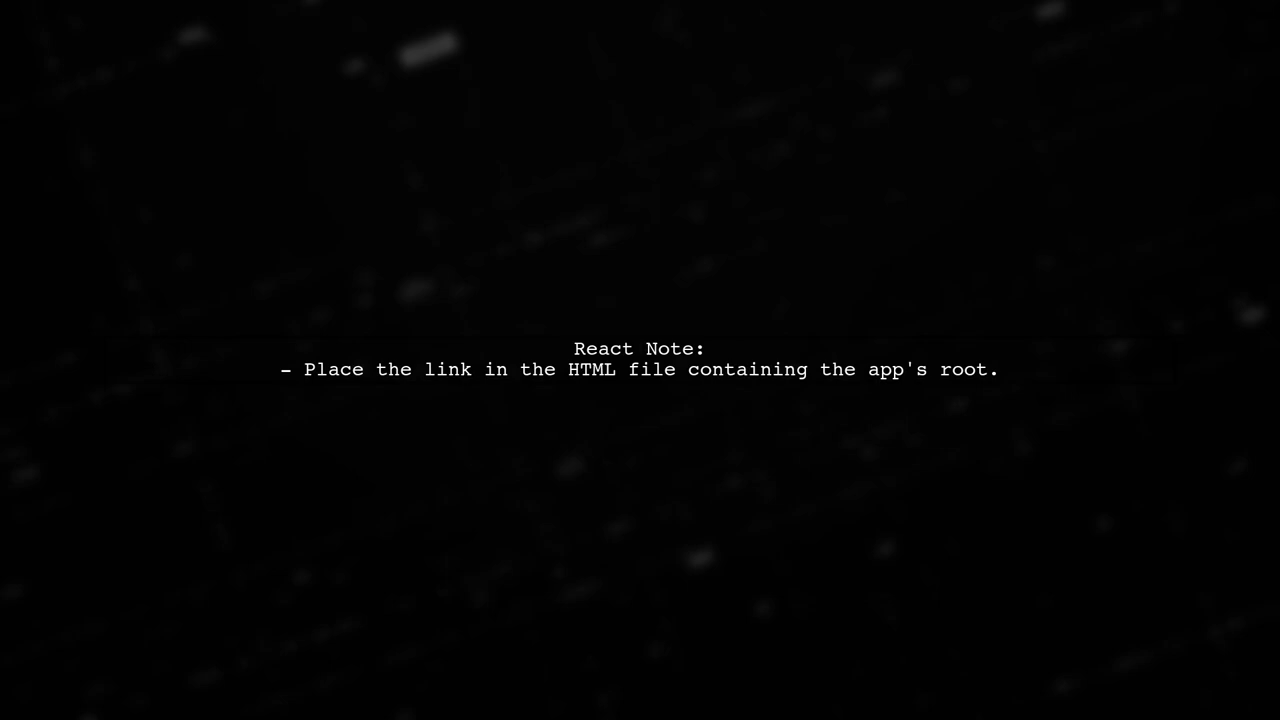 React Note:
– Place the link in the HTML file containing the app's root.